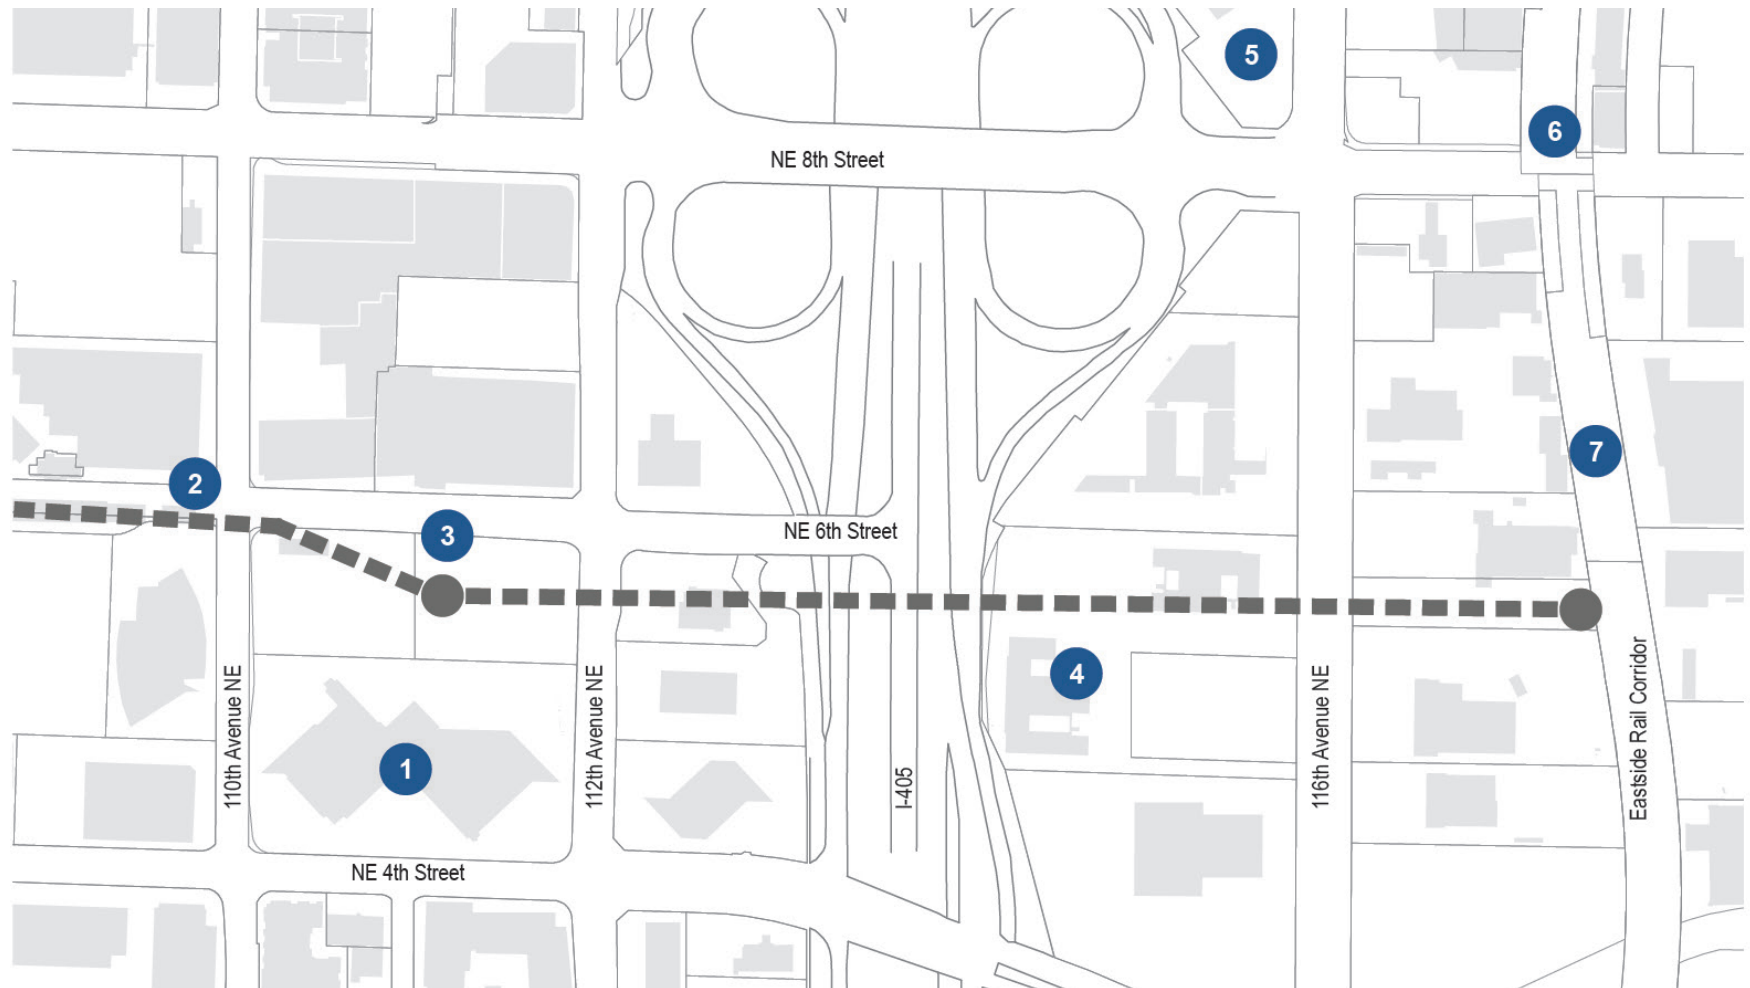 5
6
NE 8th Street
7
2
3
NE 6th Street
4
1
110th Avenue NE
112th Avenue NE
I-405
116th Avenue NE
Eastside Rail Corridor
NE 4th Street